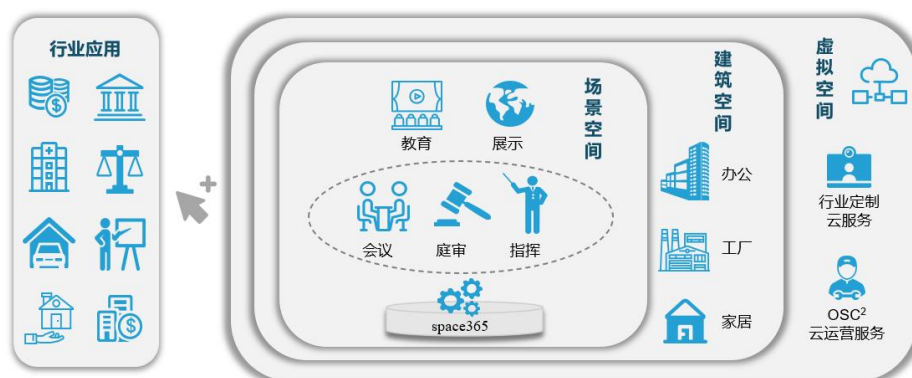 行业应用
教育
展示
会议
庭审
指挥
space365
场景空间
建筑空间
办公
工厂
家居
虚拟空间
行业定制
云服务
OSC²
云运营服务